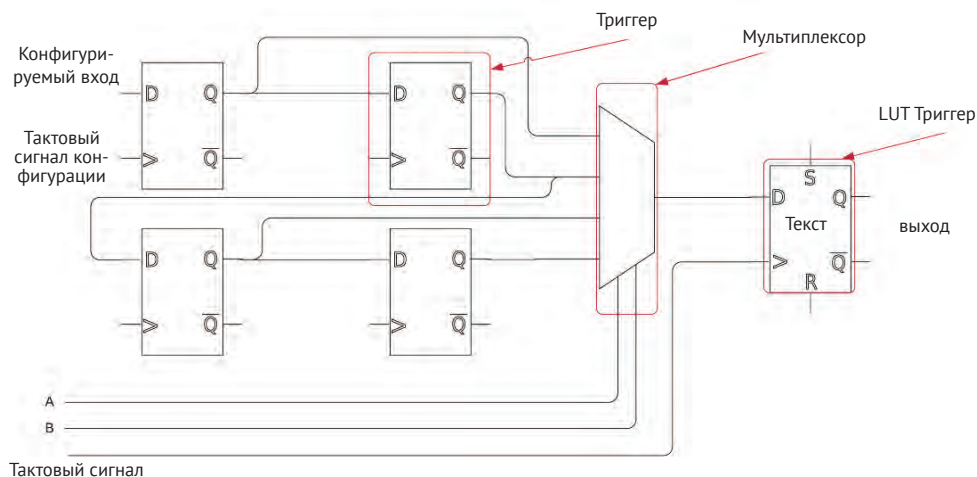 Триггер
Мультиплексор
Конфигури-
руемый вход
LUT Триггер
D Q
D Q
Тактовый
сигнал кон-
фигурации
> Q
> Q
S
D Q
Текст
выход
> Q
R
D Q
D Q
> Q
> Q
A
B
Тактовый сигнал